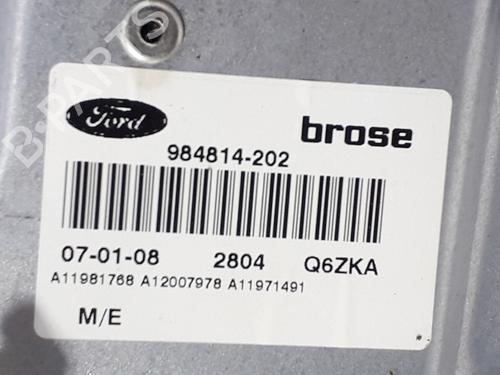 Ford brose
984814-202
07-01-08 2804 Q6ZKA
A11981768 A12007978 A11971491
M/E
B-PARTS